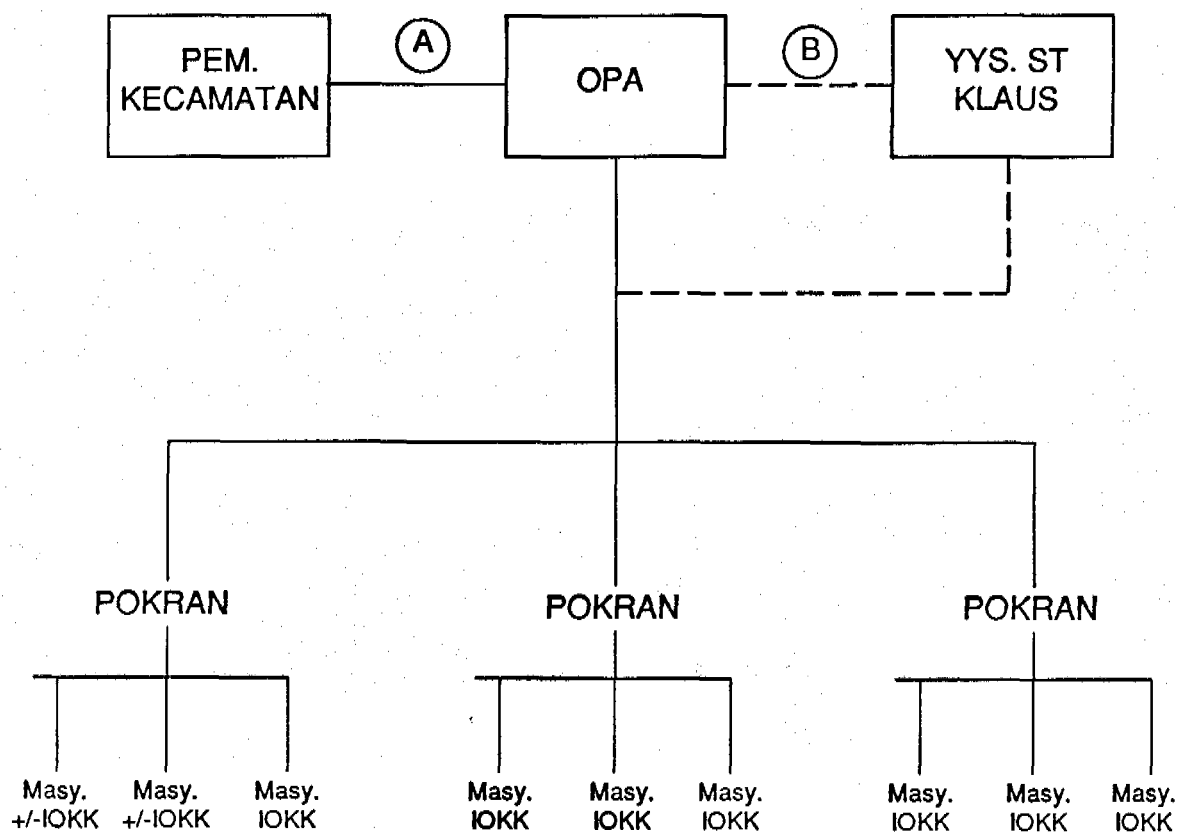 PEM.
KECAMATAN
A
OPA
B
YYS. ST
KLAUS
POKRAN
POKRAN
POKRAN
Masy.
+/-IOKK
Masy.
+/-IOKK
Masy.
IOKK
Masy.
IOKK
Masy.
IOKK
Masy.
IOKK
Masy.
IOKK
Masy.
IOKK
Masy.
IOKK